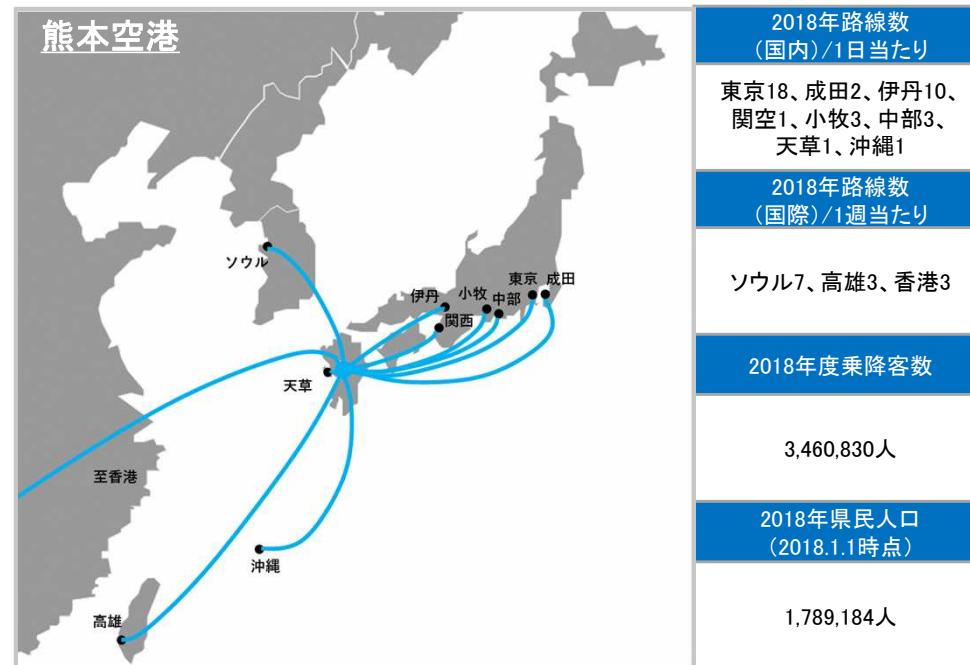 熊本空港
ソウル
伊丹
小牧
中部
東京
成田
関西
天草
至香港
沖縄
高雄
2018年路線数
（国内）/1日当たり
東京18、成田2、伊丹10、
関空1、小牧3、中部3、
天草1、沖縄1
2018年路線数
（国際）/1週当たり
ソウル7、高雄3、香港3
2018年度乗降客数
3,460,830人
2018年県民人口
（2018.1.1時点）
1,789,184人